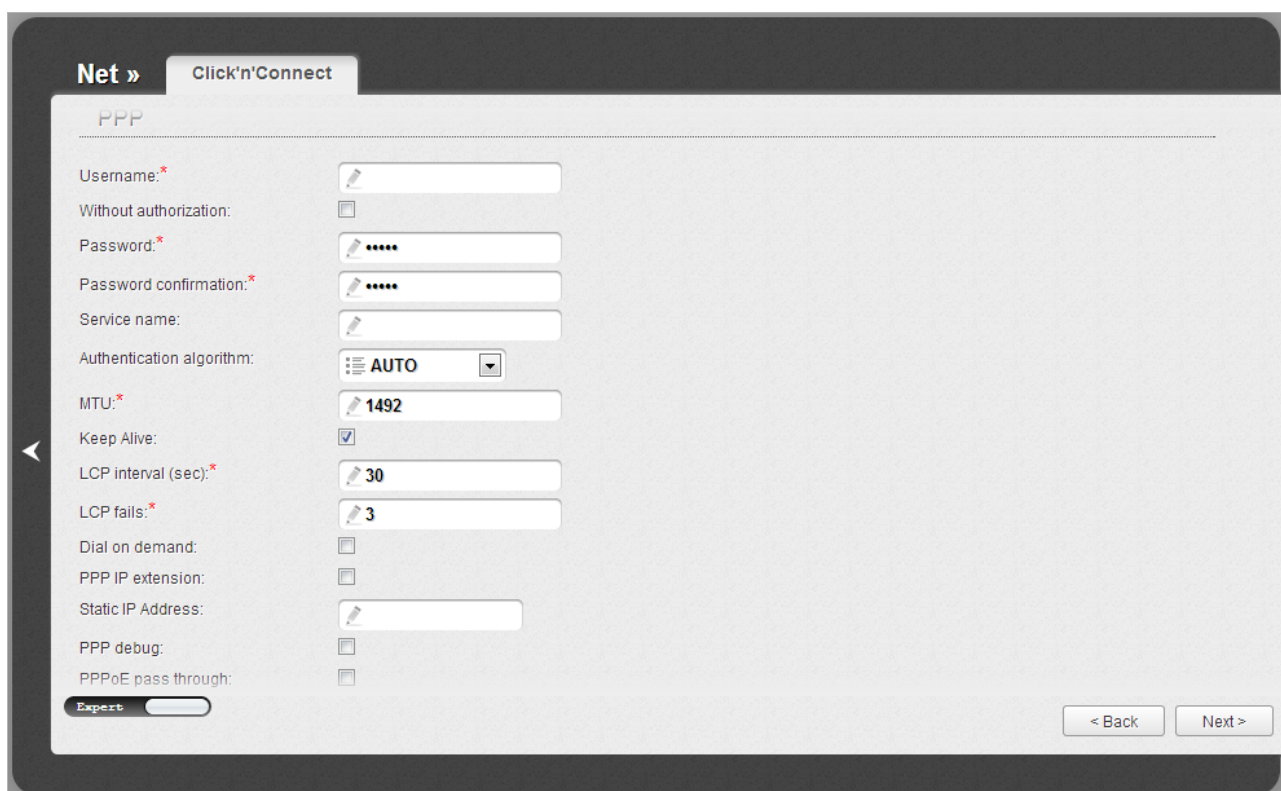 Net » Click'n'Connect
PPP
Username:*
Without authorization:
Password:* •••••
Password confirmation:* •••••
Service name:
Authentication algorithm: AUTO
MTU:* 1492
Keep Alive:
LCP interval (sec):* 30
LCP fails:* 3
Dial on demand:
PPP IP extension:
Static IP Address:
PPP debug:
PPPoE pass through:
Expert
< Back Next >